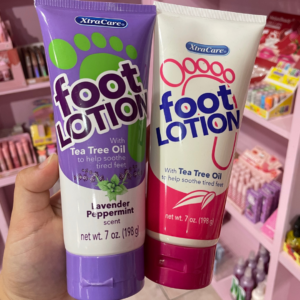 XtraCare®
foot
LOTION
With
Tea Tree Oil
to help soothe
tired feet
Lavender
Peppermint
scent
net wt. 7 oz. (198 g)
XtraCare®
foot
LOTION
With Tea Tree Oil
to help soothe tired feet
net wt. 7 oz. (198 g)